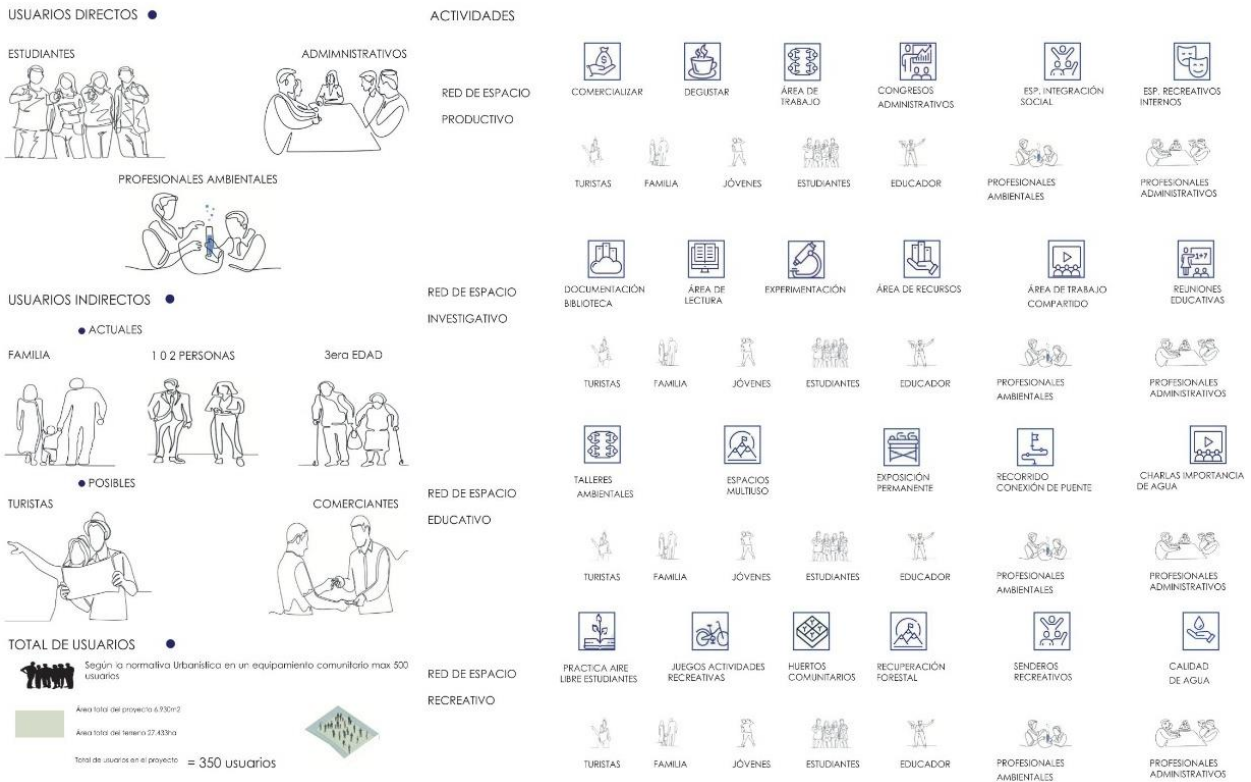 USUARIOS DIRECTOS
ESTUDIANTES
ADMIMNISTRATIVOS
PROFESIONALES AMBIENTALES
USUARIOS INDIRECTOS
ACTUALES
FAMILIA
1 0 2 PERSONAS
3era EDAD
POSIBLES
TURISTAS
COMERCIANTES
TOTAL DE USUARIOS
Según la normativa Urbanística en un equipamiento comunitario max 500
usuarios
Área total del proyecto 6.930m2
Área total del terreno 27.433ha
Total de usuarios en el proyecto = 350 usuarios
ACTIVIDADES
RED DE ESPACIO
PRODUCTIVO
COMERCIALIZAR
DEGUSTAR
ÁREA DE
TRABAJO
CONGRESOS
ADMINISTRATIVOS
ESP. INTEGRACIÓN
SOCIAL
ESP. RECREATIVOS
INTERNOS
TURISTAS
FAMILIA
JÓVENES
ESTUDIANTES
EDUCADOR
PROFESIONALES
AMBIENTALES
PROFESIONALES
ADMINISTRATIVOS
RED DE ESPACIO
INVESTIGATIVO
DOCUMENTACIÓN
BIBLIOTECA
ÁREA DE
LECTURA
EXPERIMENTACIÓN
ÁREA DE RECURSOS
ÁREA DE TRABAJO
COMPARTIDO
1+7
REUNIONES
EDUCATIVAS
TURISTAS
FAMILIA
JÓVENES
ESTUDIANTES
EDUCADOR
PROFESIONALES
AMBIENTALES
PROFESIONALES
ADMINISTRATIVOS
RED DE ESPACIO
EDUCATIVO
TALLERES
AMBIENTALES
ESPACIOS
MULTIUSO
EXPOSICIÓN
PERMANENTE
RECORRIDO
CONEXIÓN DE PUENTE
CHARLAS IMPORTANCIA
DE AGUA
TURISTAS
FAMILIA
JÓVENES
ESTUDIANTES
EDUCADOR
PROFESIONALES
AMBIENTALES
PROFESIONALES
ADMINISTRATIVOS
RED DE ESPACIO
RECREATIVO
PRACTICA AIRE
LIBRE ESTUDIANTES
JUEGOS ACTIVIDADES
RECREATIVAS
HUERTOS
COMUNITARIOS
RECUPERACIÓN
FORESTAL
SENDEROS
RECREATIVOS
CALIDAD
DE AGUA
TURISTAS
FAMILIA
JÓVENES
ESTUDIANTES
EDUCADOR
PROFESIONALES
AMBIENTALES
PROFESIONALES
ADMINISTRATIVOS